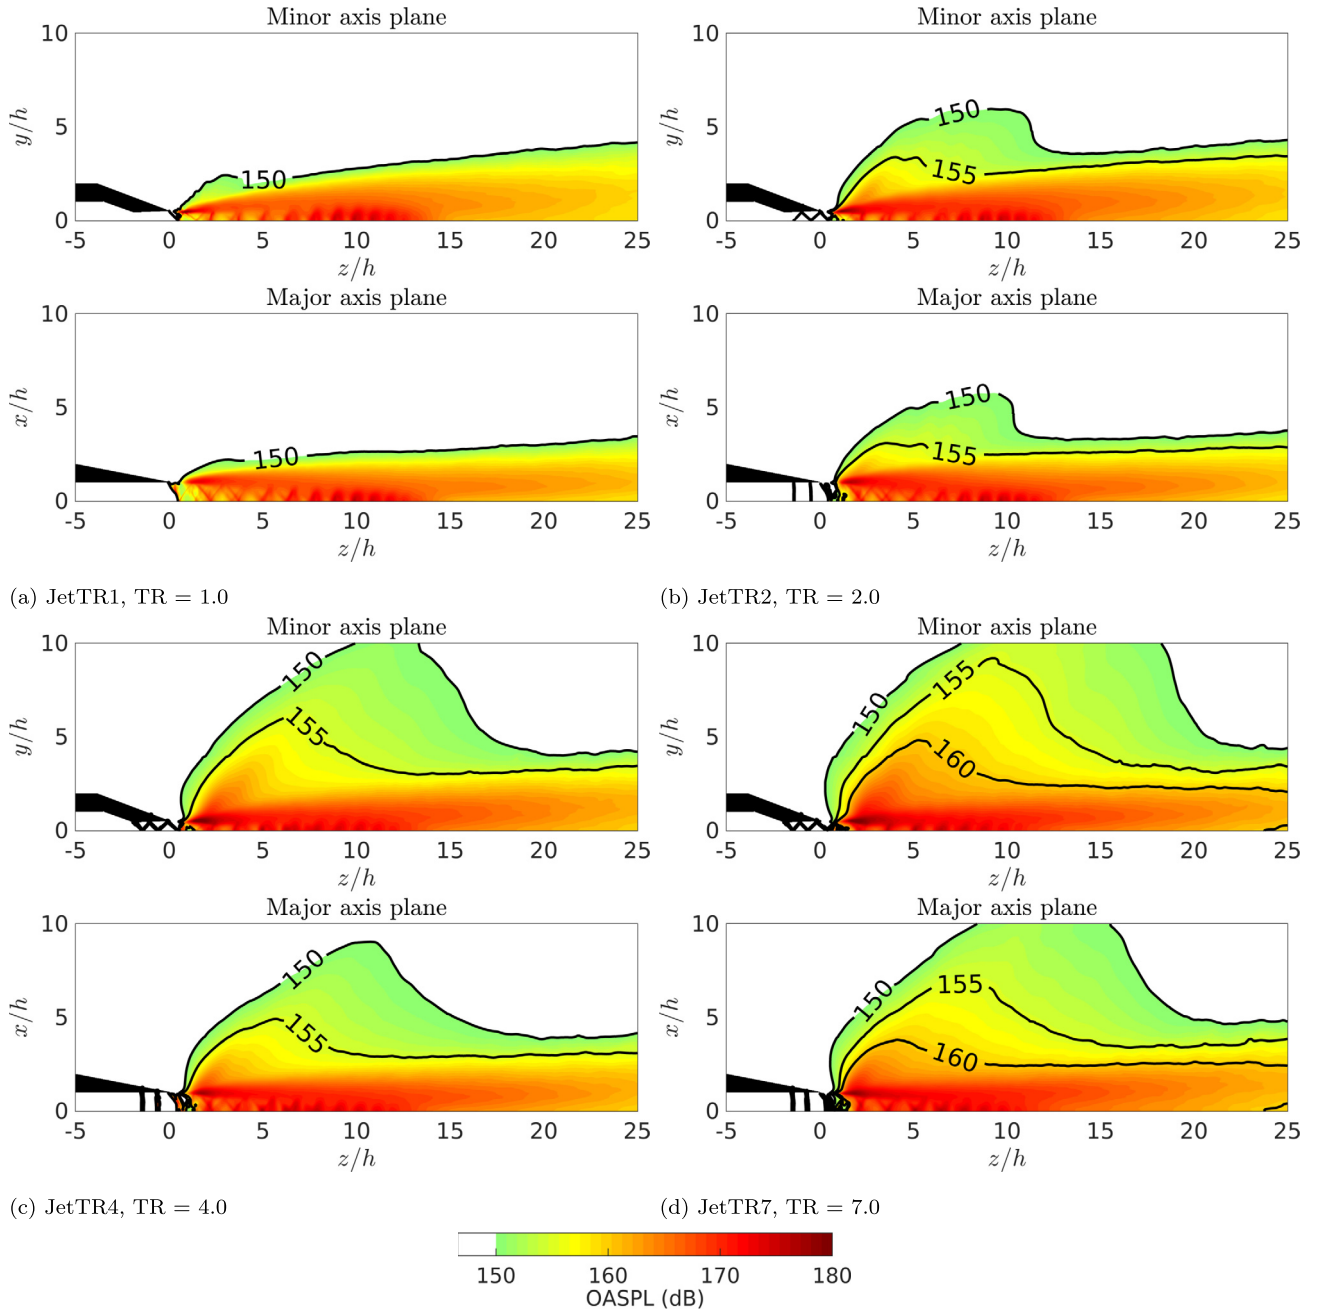 Minor axis plane
10
5
0
y/h
150
-5 0 5 10 15 20 25
z/h
Major axis plane
10
5
0
x/h
150
-5 0 5 10 15 20 25
z/h
(a) JetTR1, TR = 1.0
Minor axis plane
10
5
0
y/h
150
155
-5 0 5 10 15 20 25
z/h
Major axis plane
10
5
0
x/h
150
155
-5 0 5 10 15 20 25
z/h
(b) JetTR2, TR = 2.0
Minor axis plane
10
5
0
y/h
150
155
-5 0 5 10 15 20 25
z/h
Major axis plane
10
5
0
x/h
150
155
-5 0 5 10 15 20 25
z/h
(c) JetTR4, TR = 4.0
Minor axis plane
10
5
0
y/h
150
155
160
-5 0 5 10 15 20 25
z/h
Major axis plane
10
5
0
x/h
150
155
160
-5 0 5 10 15 20 25
z/h
(d) JetTR7, TR = 7.0
150 160 170 180
OASPL (dB)